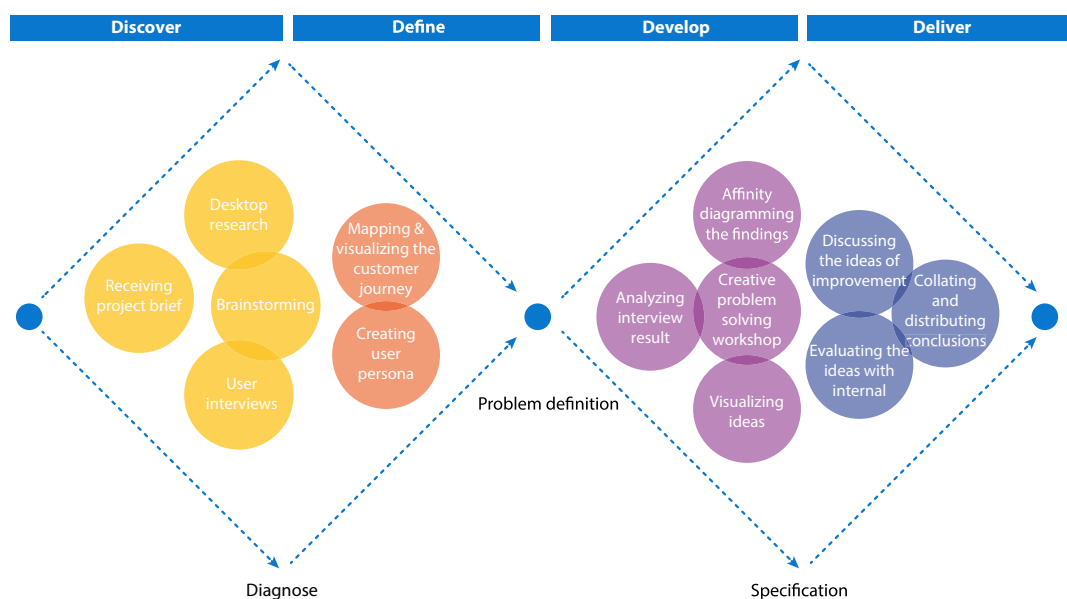 Discover
Define
Develop
Deliver
Desktop
research
Receiving
project brief
Brainstorming
User
interviews
Mapping &
visualizing the
customer
journey
Creating
user
persona
Problem definition
Diagnose
Affinity
diagramming
the findings
Analyzing
interview
result
Creative
problem
solving
workshop
Visualizing
ideas
Discussing
the ideas of
improvement
Collating
and
distributing
conclusions
Evaluating the
ideas with
internal
Specification